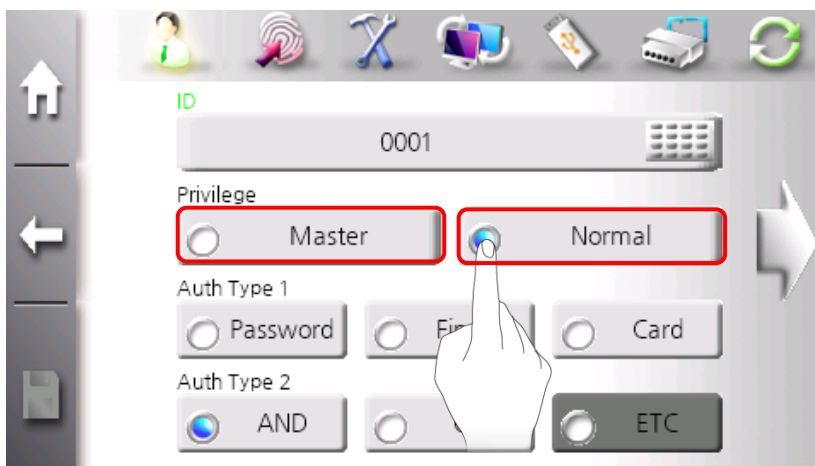 ID
0001
Privilege
Master Normal
Auth Type 1
Password Card
Auth Type 2
AND ETC